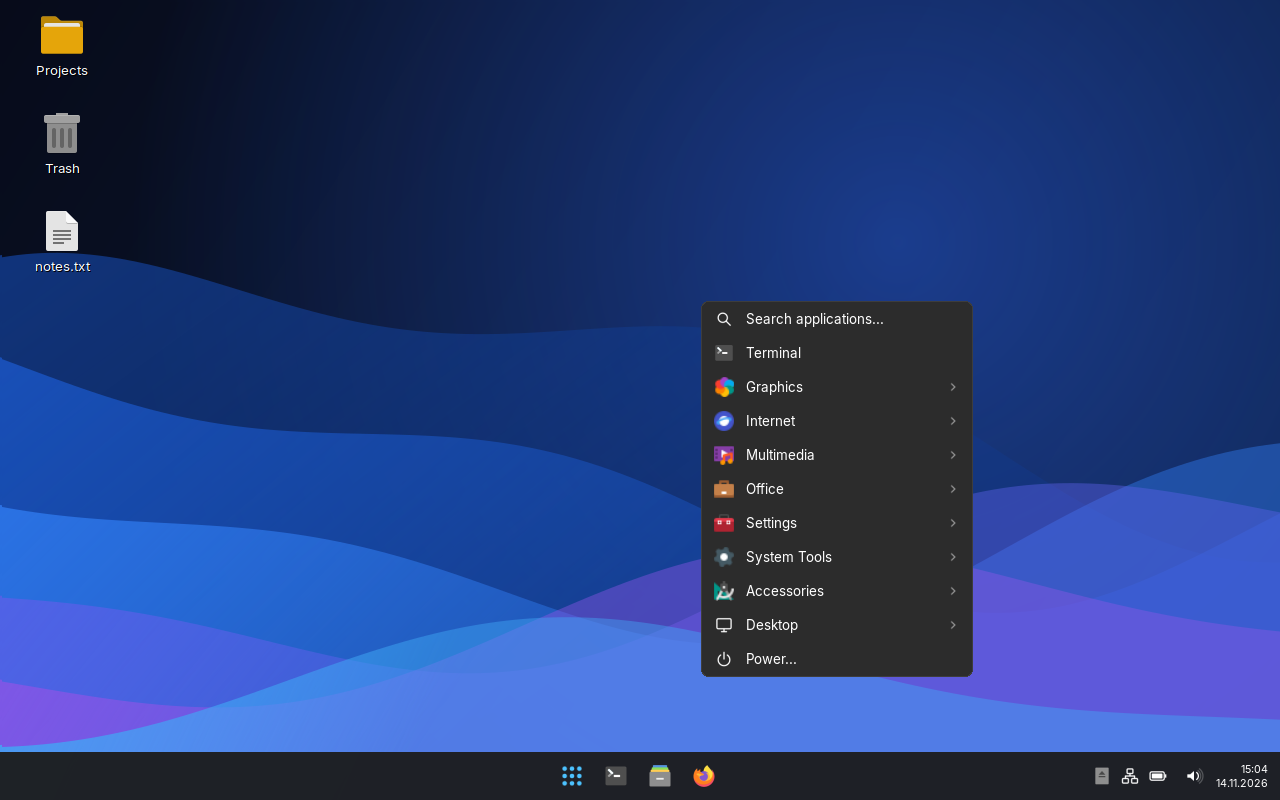 Projects
Trash
notes.txt
Search applications...
Terminal
Graphics
Internet
Multimedia
Office
Settings
System Tools
Accessories
Desktop
Power...
15:04
14.11.2026